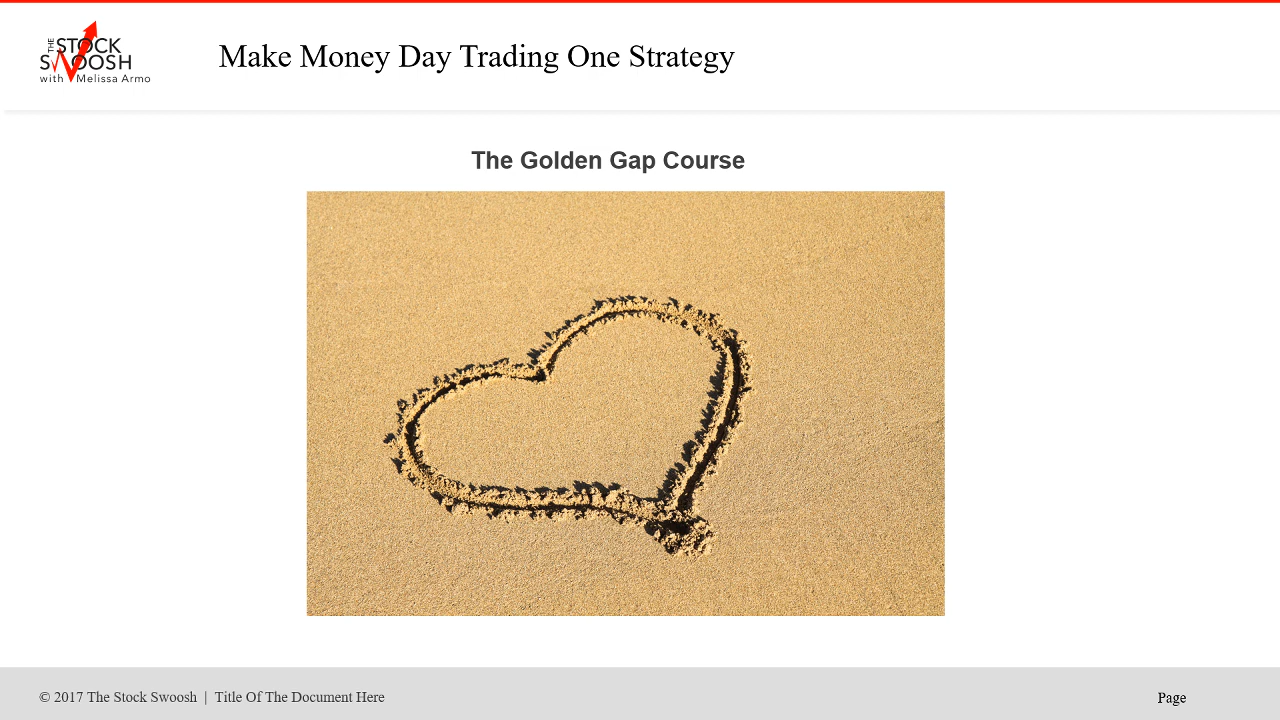 THE STOCK
SWOOSH
with Melissa Armo
Make Money Day Trading One Strategy
The Golden Gap Course
© 2017 The Stock Swoosh | Title Of The Document Here
Page